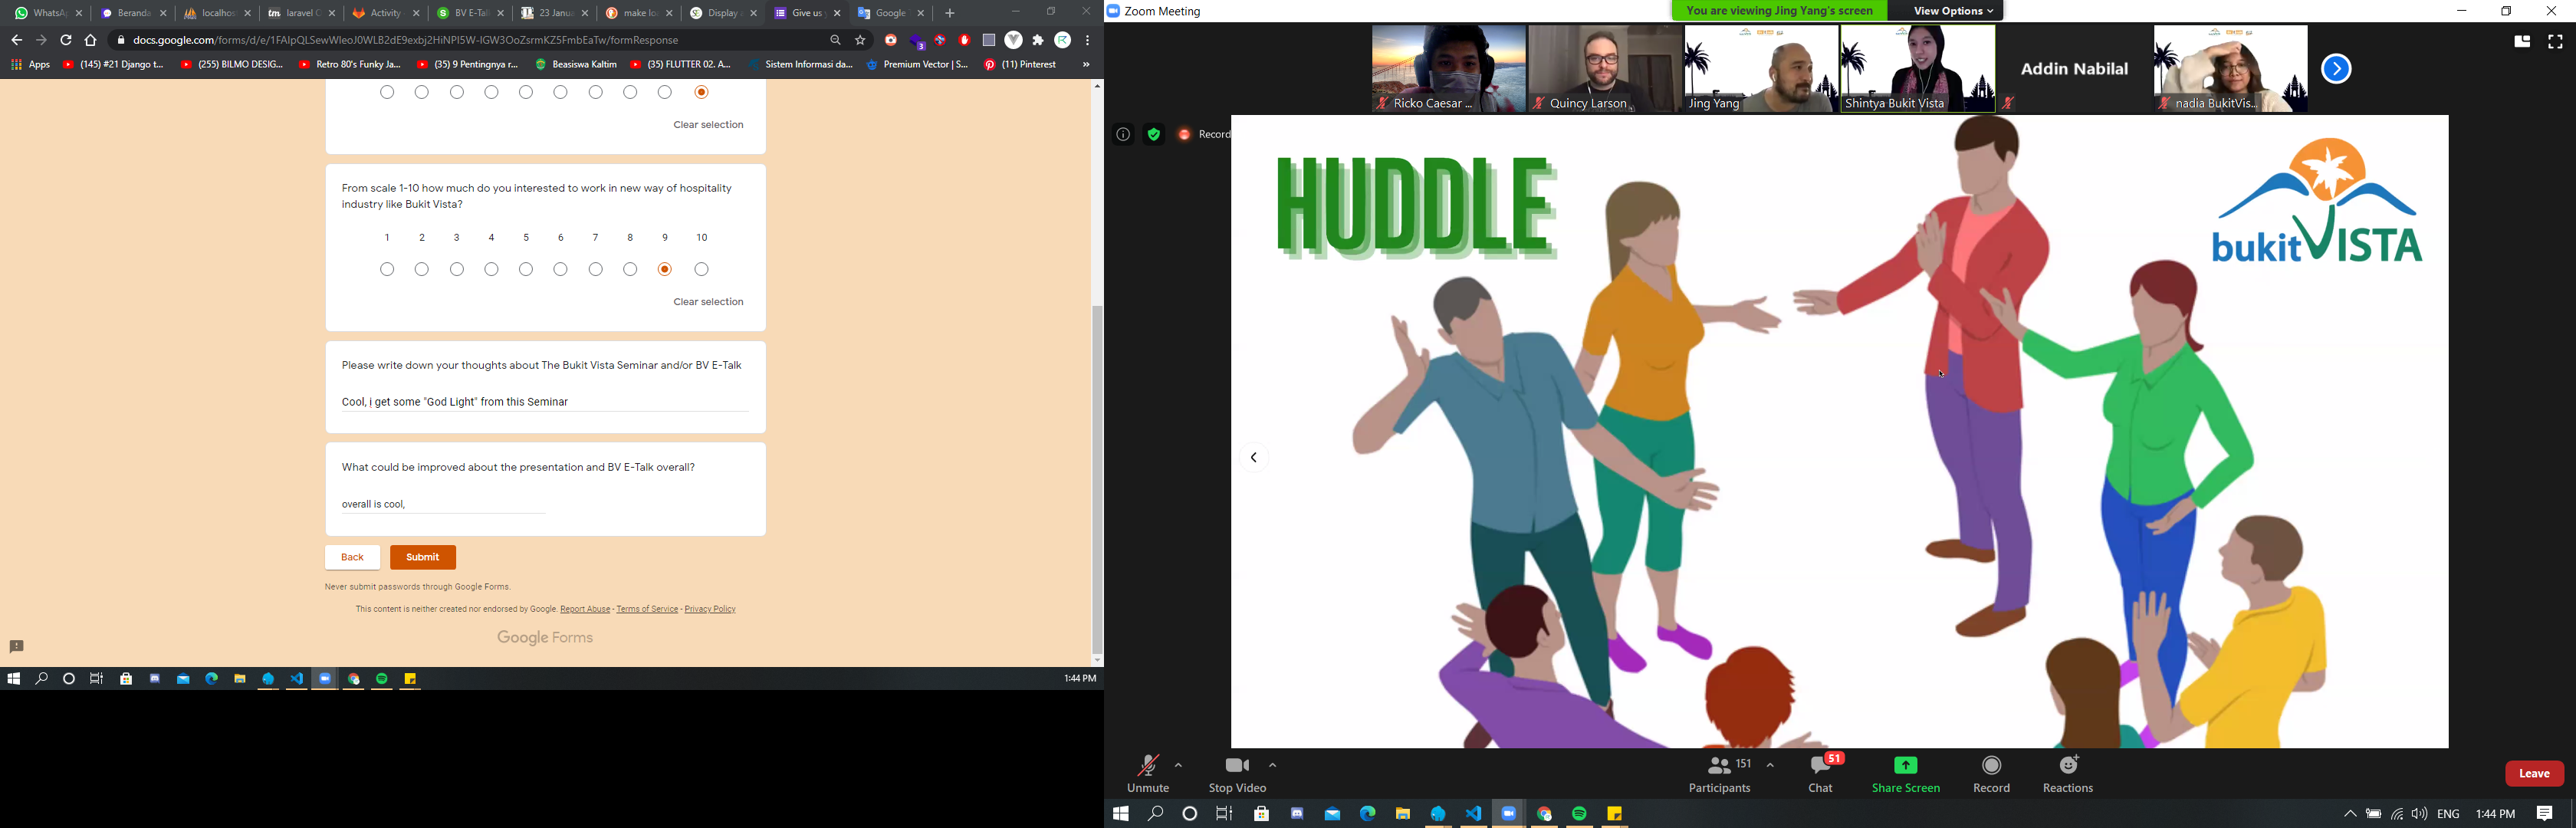 WhatsA
Beranda
localhos
laravel C
Activity
BV E-Tal
23 Janua
make lo
Display
Give us
Google
docs.google.com/forms/d/e/1FAIpQLSewWIeoJ0WLB2dE9exbj2HiNPI5W-IGW3OoZsrmKZ5FmbEaTw/formResponse
3
Apps
(145) #21 Django t...
(255) BILMO DESIG...
Retro 80's Funky Ja...
(35) 9 Pentingnya r...
Beasiswa Kaltim
(35) FLUTTER 02. A...
Sistem Informasi da...
Premium Vector | S...
(11) Pinterest
»
Clear selection
From scale 1-10 how much do you interested to work in new way of hospitality
industry like Bukit Vista?
1 2 3 4 5 6 7 8 9 10
Clear selection
Please write down your thoughts about The Bukit Vista Seminar and/or BV E-Talk
Cool, i get some "God Light" from this Seminar
What could be improved about the presentation and BV E-Talk overall?
overall is cool,
Back
Submit
Never submit passwords through Google Forms.
This content is neither created nor endorsed by Google. Report Abuse - Terms of Service - Privacy Policy
Google Forms
1:44 PM
Zoom Meeting
You are viewing Jing Yang's screen
View Options
Ricko Caesar ...
Quincy Larson
Jing Yang
Shintya Bukit Vista
Addin Nabilal
nadia BukitVis...
Record
HUDDLE
bukit VISTA
Unmute
Stop Video
151
Participants
51
Chat
Share Screen
Record
Reactions
Leave
ENG
1:44 PM